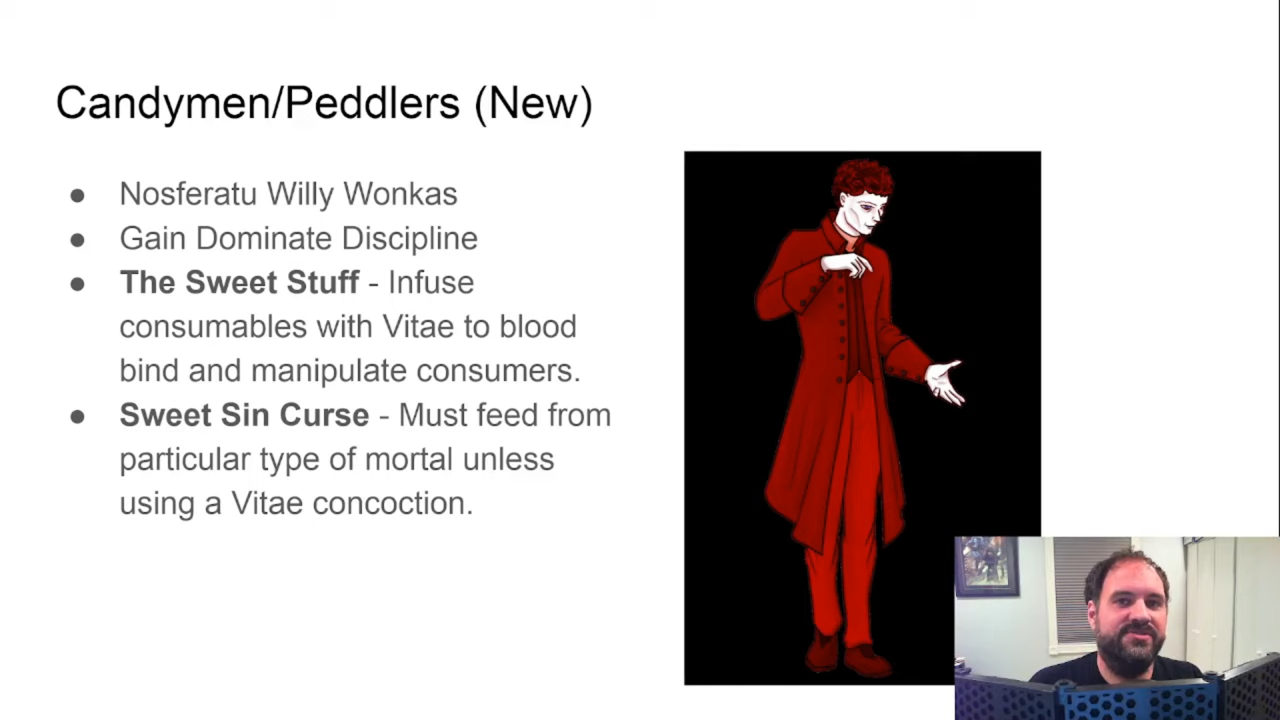 Candymen/Peddlers (New)
● Nosferatu Willy Wonkas
● Gain Dominate Discipline
● The Sweet Stuff - Infuse
consumables with Vitae to blood
bind and manipulate consumers.
● Sweet Sin Curse - Must feed from
particular type of mortal unless
using a Vitae concoction.